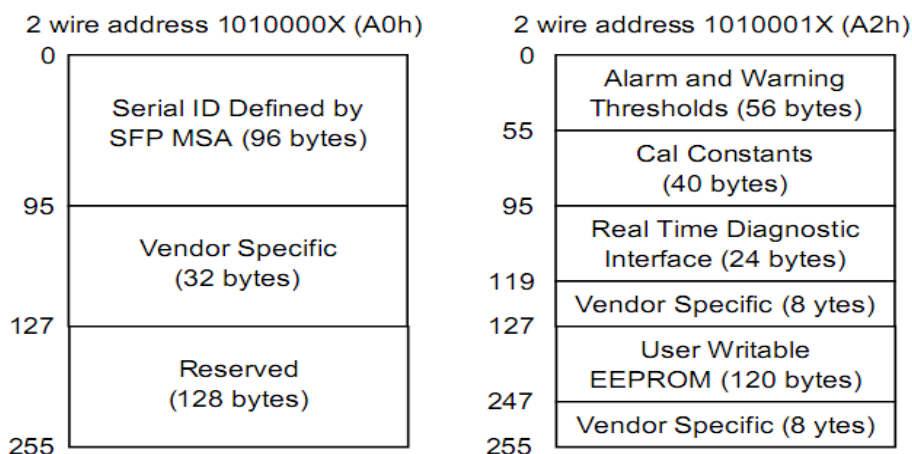 2 wire address 1010000X (A0h)
0
Serial ID Defined by
SFP MSA (96 bytes)
95
Vendor Specific
(32 bytes)
127
Reserved
(128 bytes)
255
2 wire address 1010001X (A2h)
0
Alarm and Warning
Thresholds (56 bytes)
55
Cal Constants
(40 bytes)
95
Real Time Diagnostic
Interface (24 bytes)
119
Vendor Specific (8 ytes)
127
User Writable
EEPROM (120 bytes)
247
Vendor Specific (8 ytes)
255